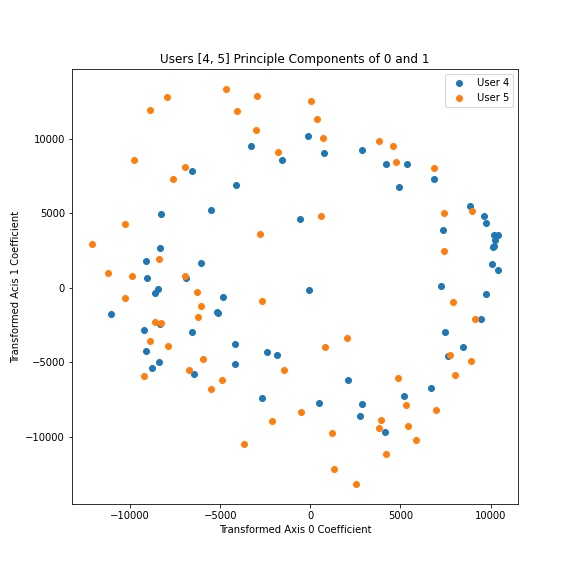 Users [4, 5] Principle Components of 0 and 1
User 4
User 5
Transformed Acis 1 Coefficient
10000
5000
0
−5000
−10000
−10000 −5000 0 5000 10000
Transformed Axis 0 Coefficient